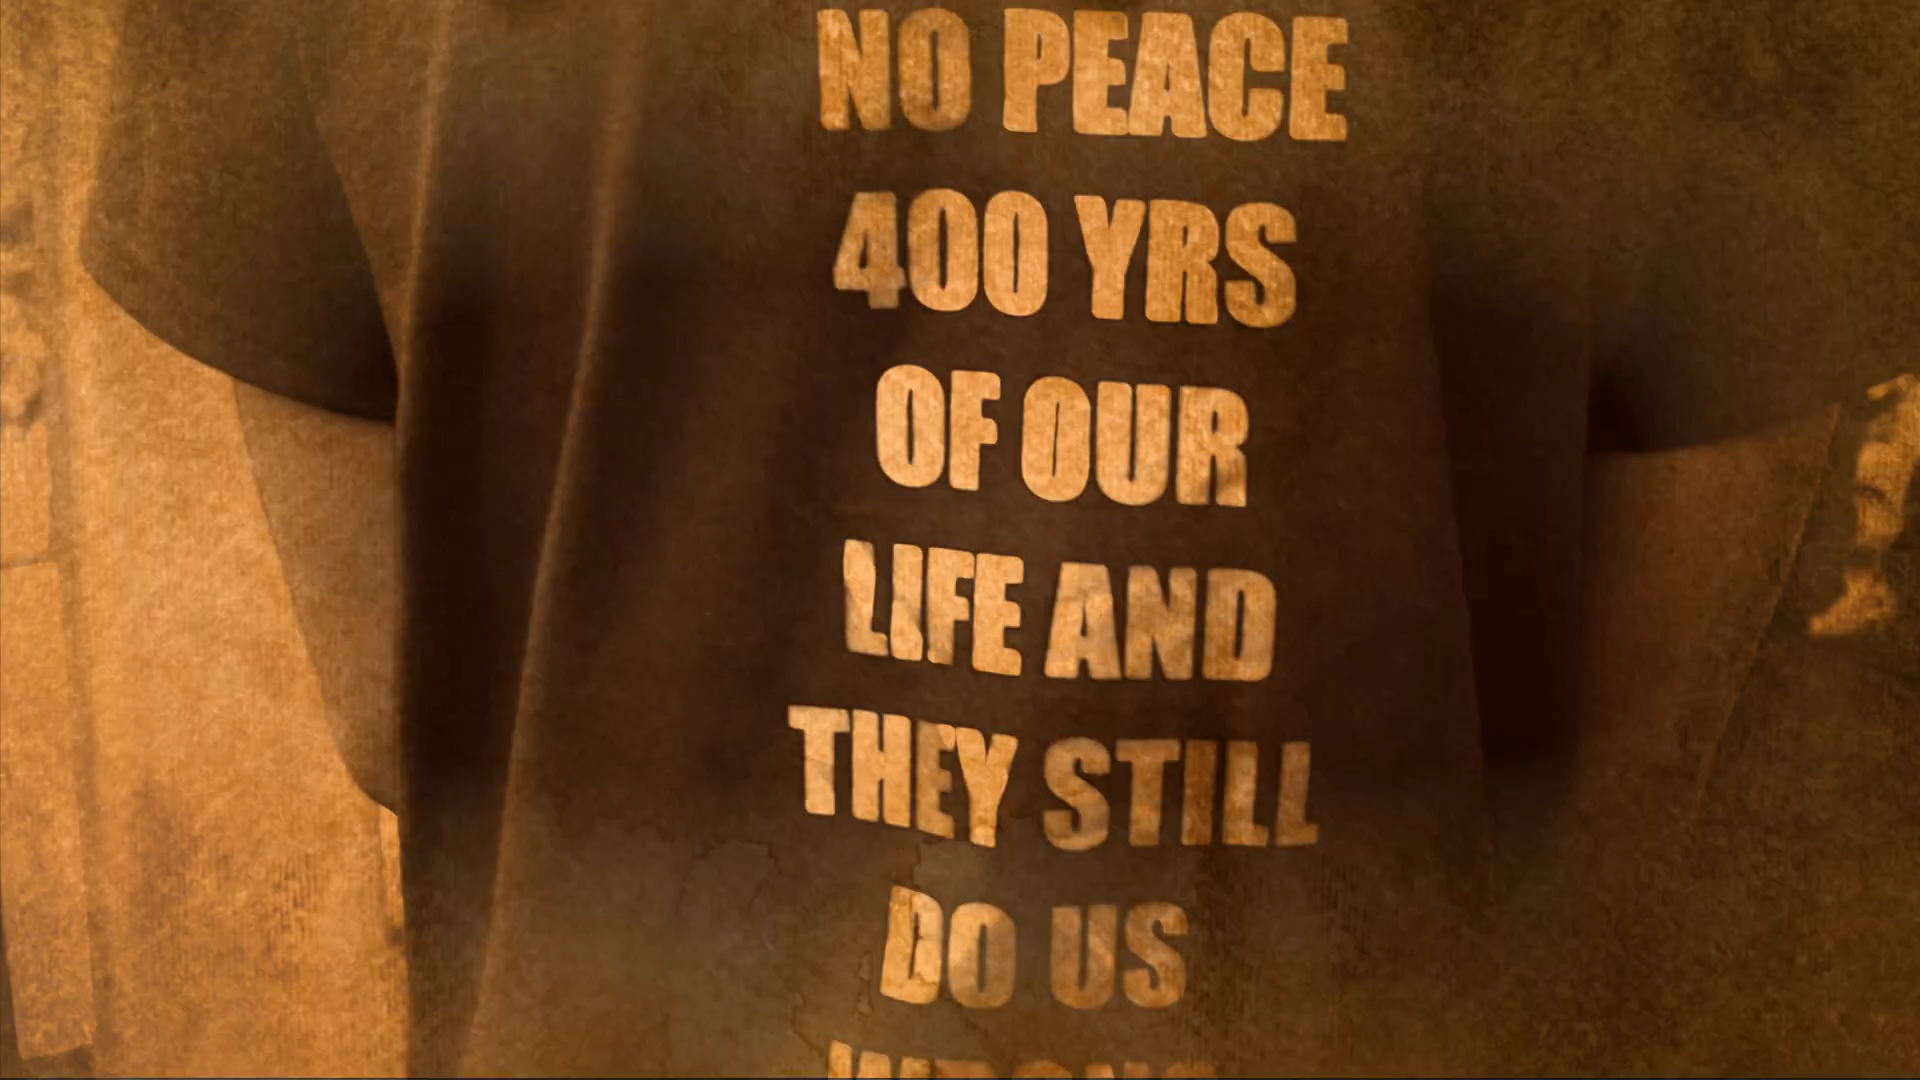 NO PEACE
400 YRS
OF OUR
LIFE AND
THEY STILL
DO US